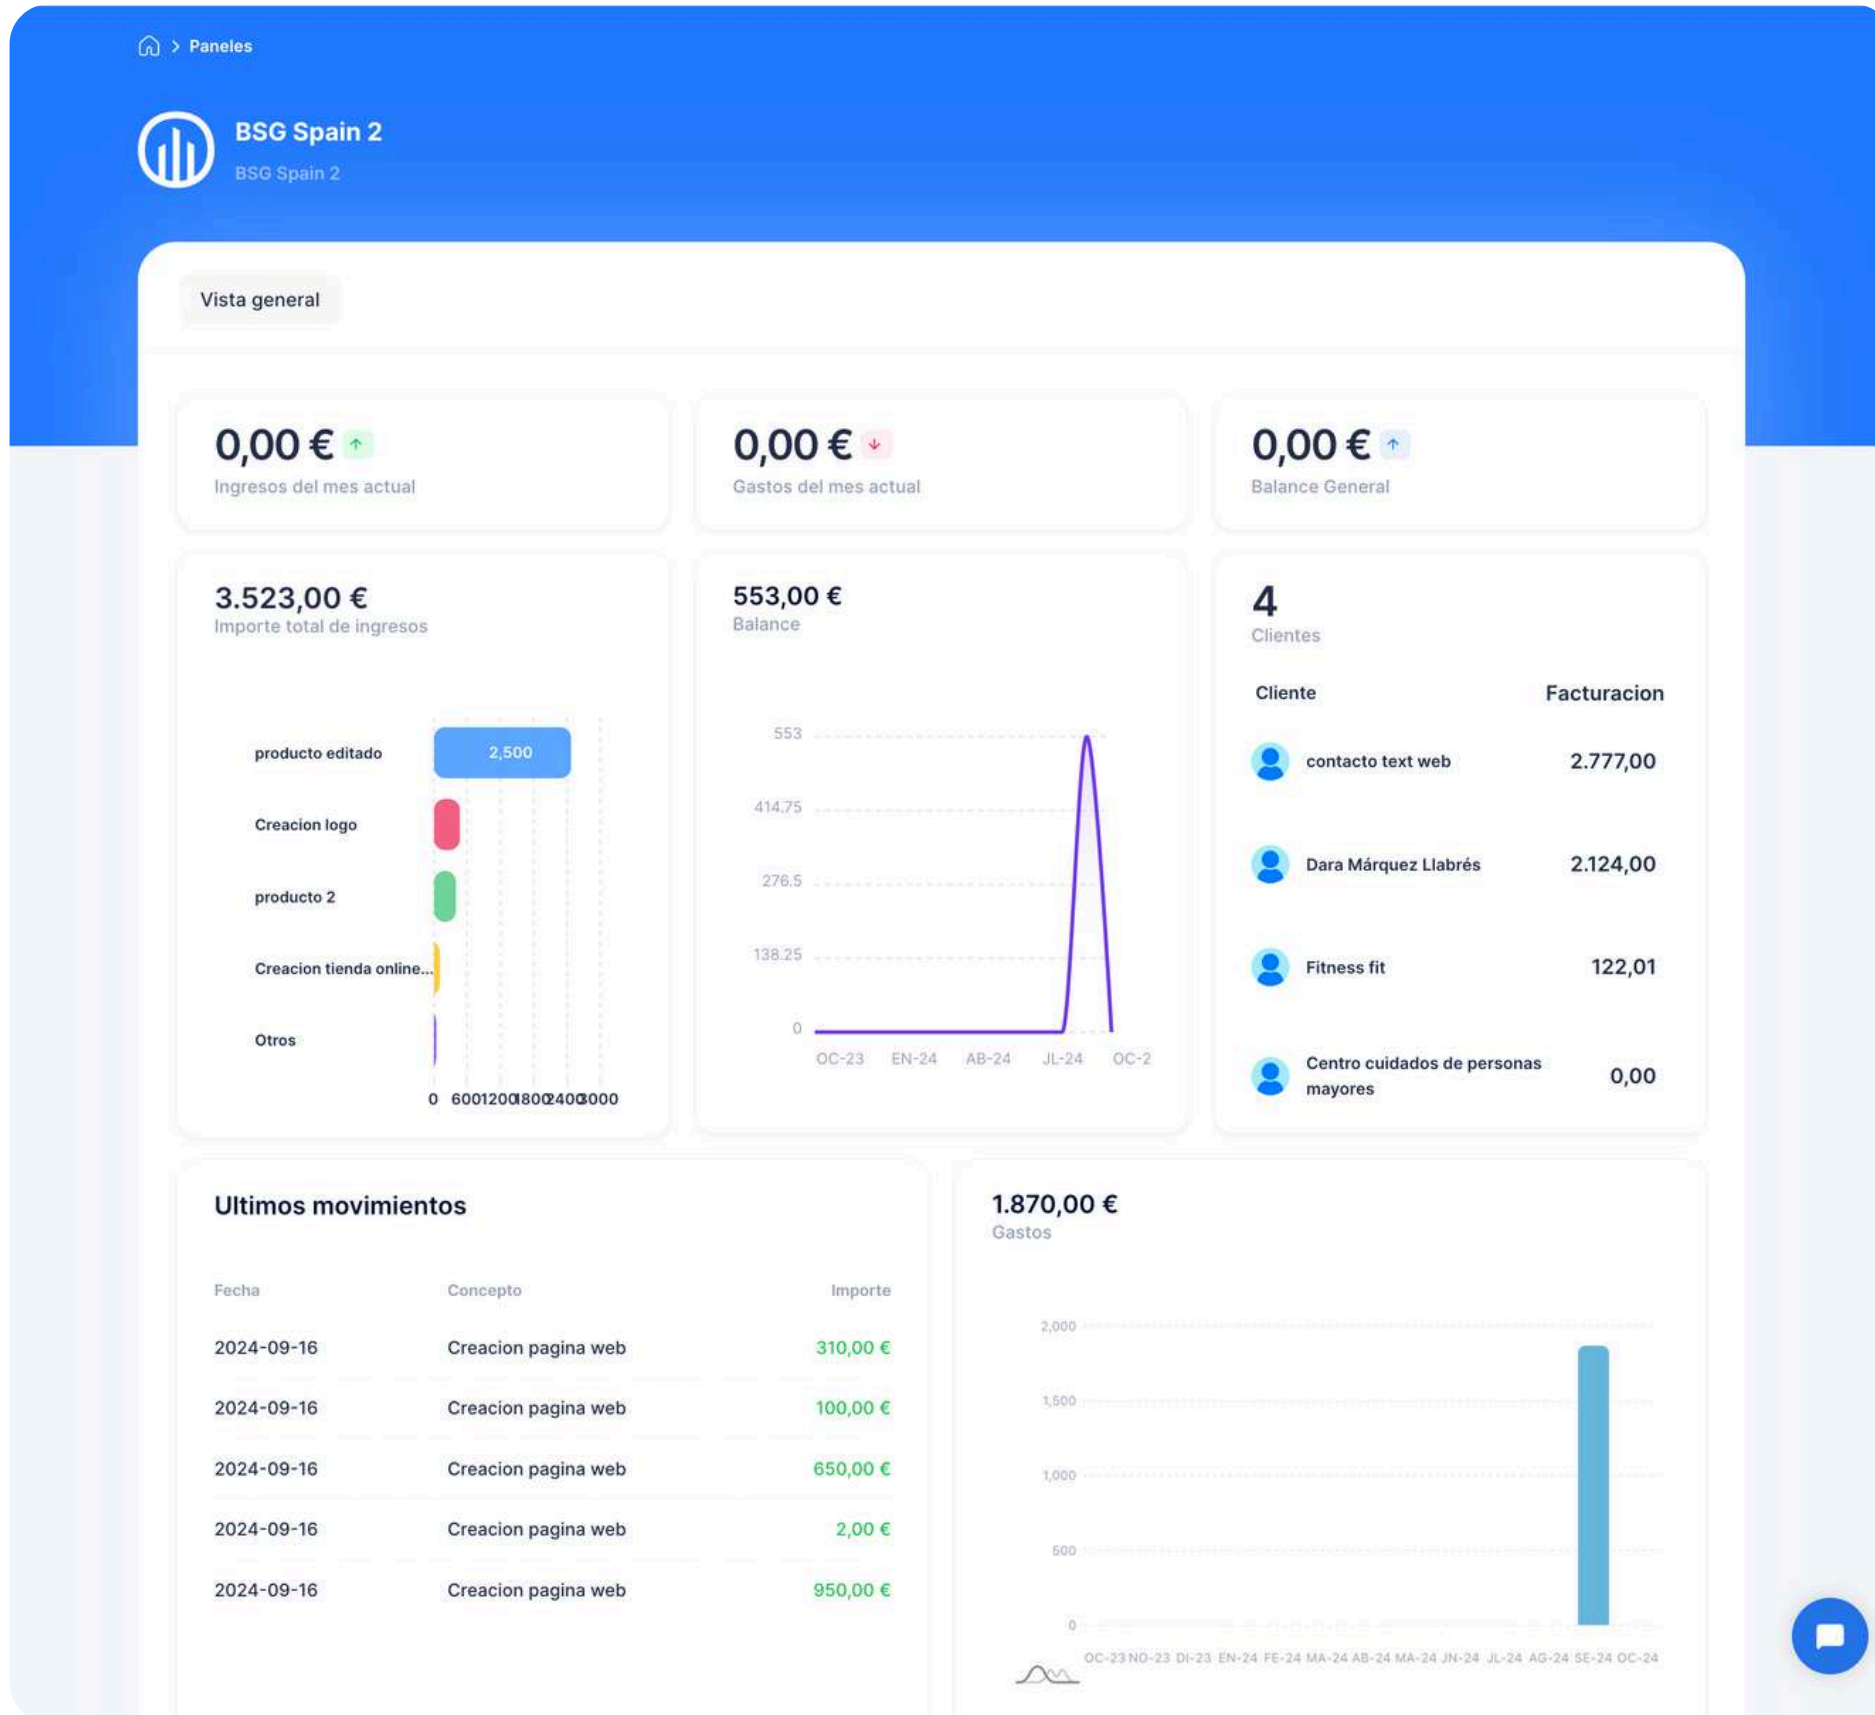 Paneles
BSG Spain 2
BSG Spain 2
Vista general
0,00 €
Ingresos del mes actual
0,00 €
Gastos del mes actual
0,00 €
Balance General
3.523,00 €
Importe total de ingresos
producto editado
2,500
Creacion logo
producto 2
Creacion tienda online...
Otros
0 600 1200 1800 2400 3000
553,00 €
Balance
553
414.75
276.5
138.25
0
OC-23 EN-24 AB-24 JL-24 OC-2
4
Clientes
Cliente Facturacion
contacto text web 2.777,00
Dara Márquez Llabrés 2.124,00
Fitness fit 122,01
Centro cuidados de personas
mayores 0,00
Ultimos movimientos
Fecha Concepto Importe
2024-09-16 Creacion pagina web 310,00 €
2024-09-16 Creacion pagina web 100,00 €
2024-09-16 Creacion pagina web 650,00 €
2024-09-16 Creacion pagina web 2,00 €
2024-09-16 Creacion pagina web 950,00 €
1.870,00 €
Gastos
2,000
1,500
1,000
500
0
OC-23 NO-23 DI-23 EN-24 FE-24 MA-24 AB-24 MA-24 JN-24 JL-24 AG-24 SE-24 OC-24